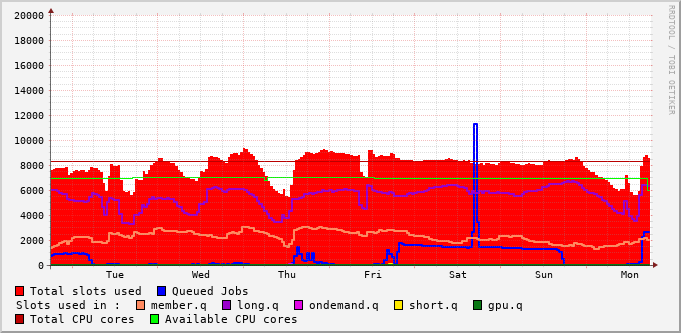 RRDTOOL / TOBI OETIKER
20000
18000
16000
14000
12000
10000
8000
6000
4000
2000
0
Tue Wed Thu Fri Sat Sun Mon
Total slots used Queued Jobs
Slots used in : member.q long.q ondemand.q short.q gpu.q
Total CPU cores Available CPU cores